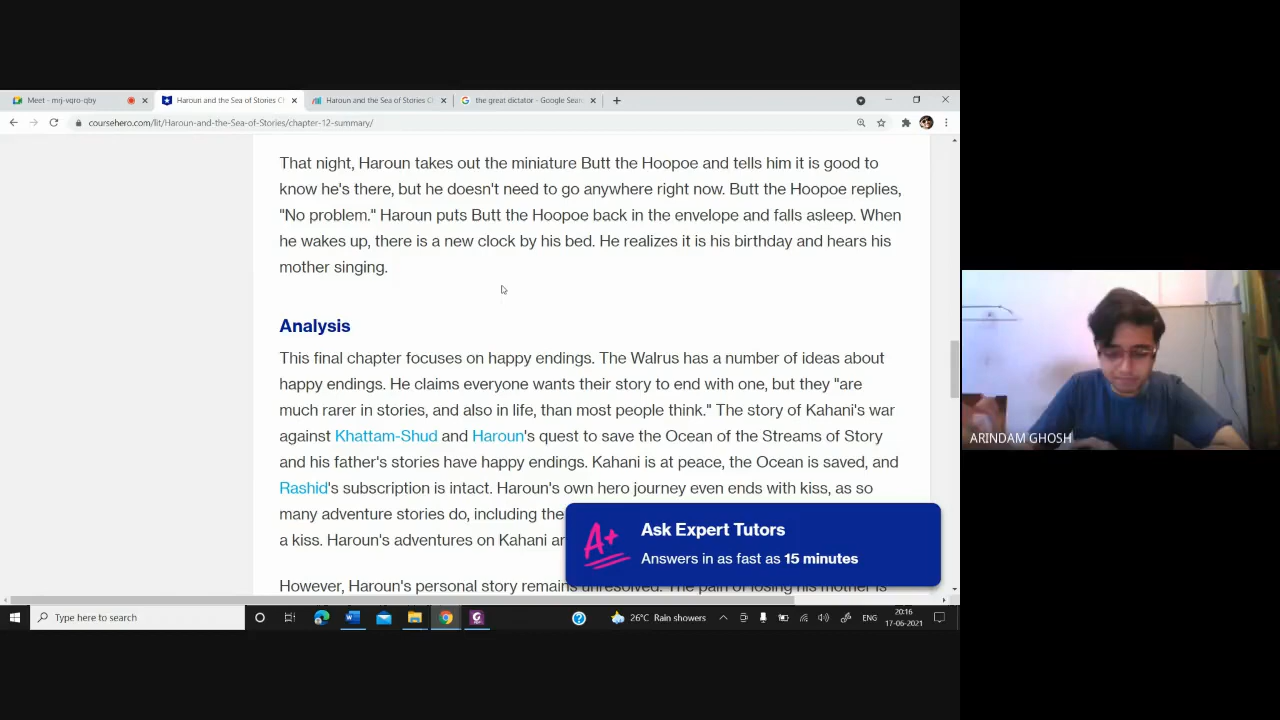 Meet - mrj-vqro-qby
Haroun and the Sea of Stories C
Haroun and the Sea of Stories C
the great dictator - Google Sear
coursehero.com/lit/Haroun-and-the-Sea-of-Stories/chapter-12-summary/
That night, Haroun takes out the miniature Butt the Hoopoe and tells him it is good to
know he's there, but he doesn't need to go anywhere right now. Butt the Hoopoe replies,
"No problem." Haroun puts Butt the Hoopoe back in the envelope and falls asleep. When
he wakes up, there is a new clock by his bed. He realizes it is his birthday and hears his
mother singing.
Analysis
This final chapter focuses on happy endings. The Walrus has a number of ideas about
happy endings. He claims everyone wants their story to end with one, but they "are
much rarer in stories, and also in life, than most people think." The story of Kahani's war
against Khattam-Shud and Haroun's quest to save the Ocean of the Streams of Story
and his father's stories have happy endings. Kahani is at peace, the Ocean is saved, and
Rashid's subscription is intact. Haroun's own hero journey even ends with kiss, as so
many adventure stories do, including the
a kiss. Haroun's adventures on Kahani ar
However, Haroun's personal story remains unresolved. The pain of losing his mother is
A+
Ask Expert Tutors
Answers in as fast as 15 minutes
ARINDAM GHOSH
Type here to search
26°C Rain showers
ENG
20:16
17-06-2021